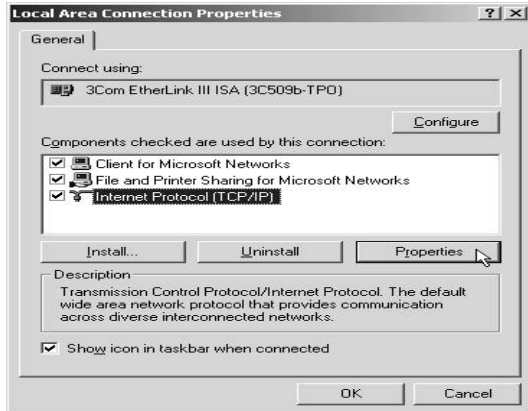 Local Area Connection Properties
General
Connect using:
3Com EtherLink III ISA (3C509b-TPO)
Configure
Components checked are used by this connection:
Client for Microsoft Networks
File and Printer Sharing for Microsoft Networks
Internet Protocol (TCP/IP)
Install... Uninstall Properties
Description
Transmission Control Protocol/Internet Protocol. The default
wide area network protocol that provides communication
across diverse interconnected networks.
Show icon in taskbar when connected
OK Cancel